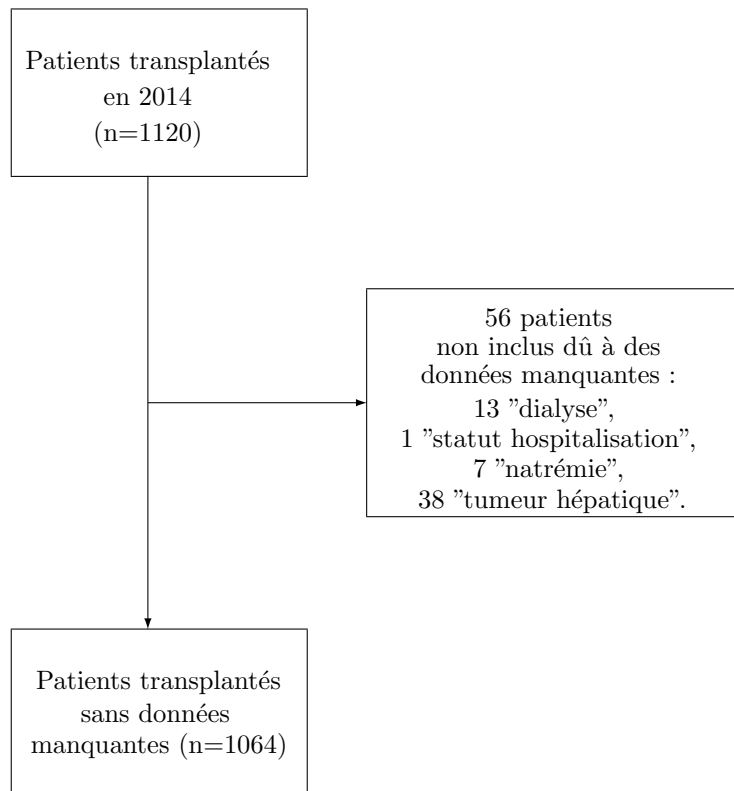 Patients transplantés
en 2014
(n=1120)
56 patients
non inclus dû à des
données manquantes :
13 ”dialyse”,
1 ”statut hospitalisation”,
7 ”natrémie”,
38 ”tumeur hépatique”.
Patients transplantés
sans données
manquantes (n=1064)